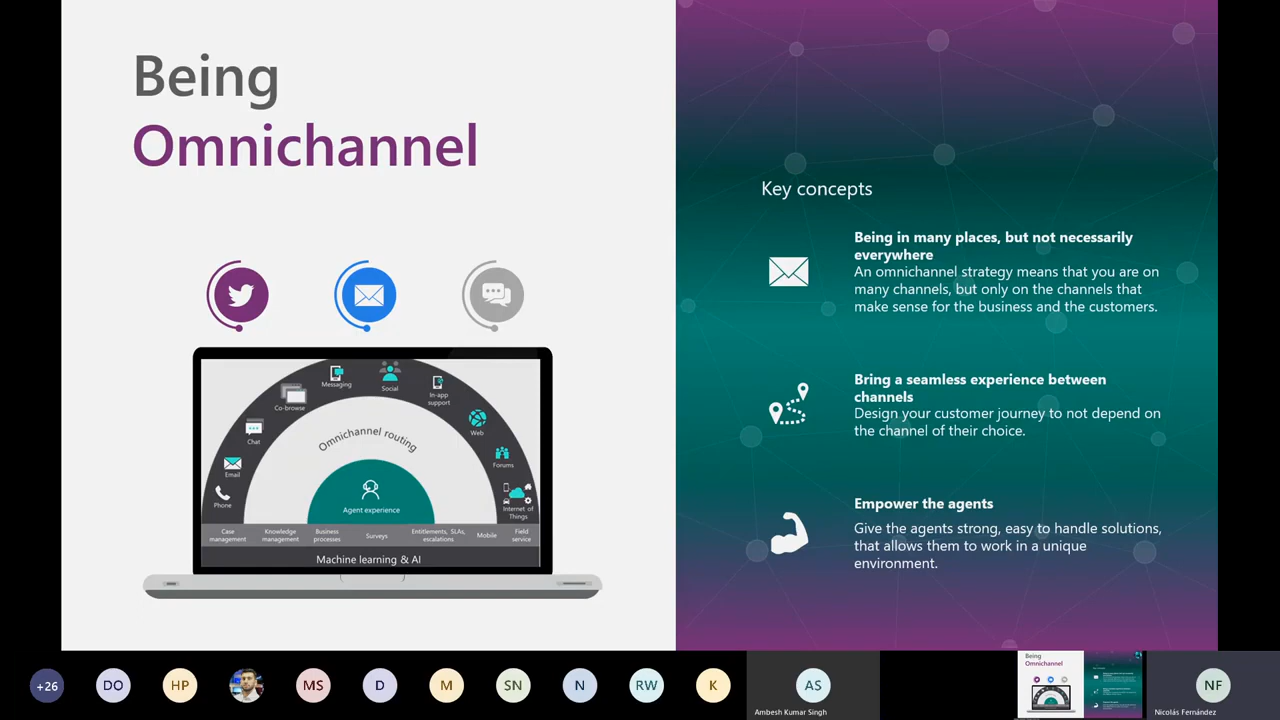 Being
Omnichannel
Messaging
Social
Co-browse
In-app
support
Chat
Web
Omnichannel routing
Email
Forums
Phone
Agent experience
Internet of
Things
Case
management
Knowledge
management
Business
processes
Surveys
Entitlements, SLAs,
escalations
Mobile
Field
service
Machine learning & AI
Key concepts
Being in many places, but not necessarily
everywhere
An omnichannel strategy means that you are on
many channels, but only on the channels that
make sense for the business and the customers.
Bring a seamless experience between
channels
Design your customer journey to not depend on
the channel of their choice.
Empower the agents
Give the agents strong, easy to handle solutions,
that allows them to work in a unique
environment.
+26
DO
HP
MS
D
M
SN
N
RW
K
AS
Ambesh Kumar Singh
Being
Omnichannel
NF
Nicolás Fernández